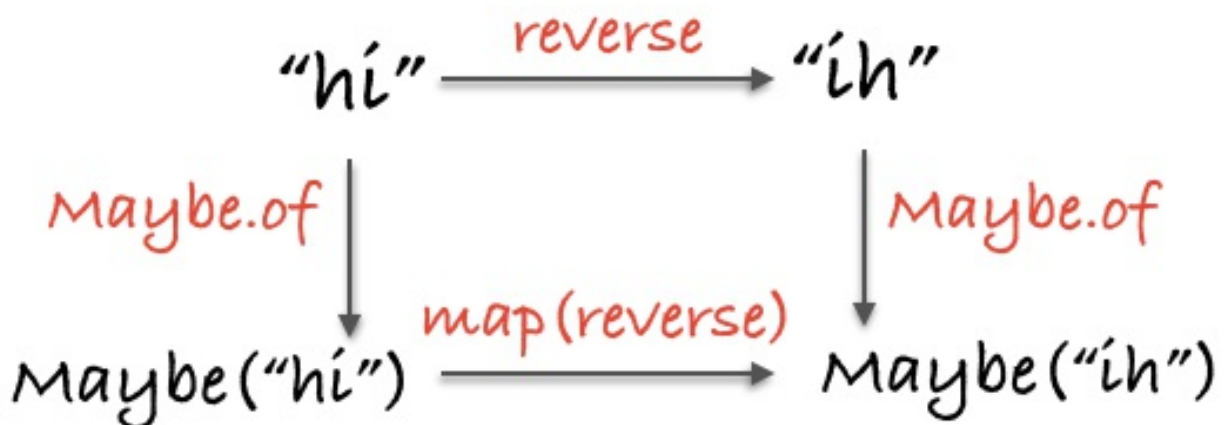 reverse
“hi” “ih”
Maybe.of Maybe.of
map(reverse)
Maybe(“hi”) Maybe(“ih”)